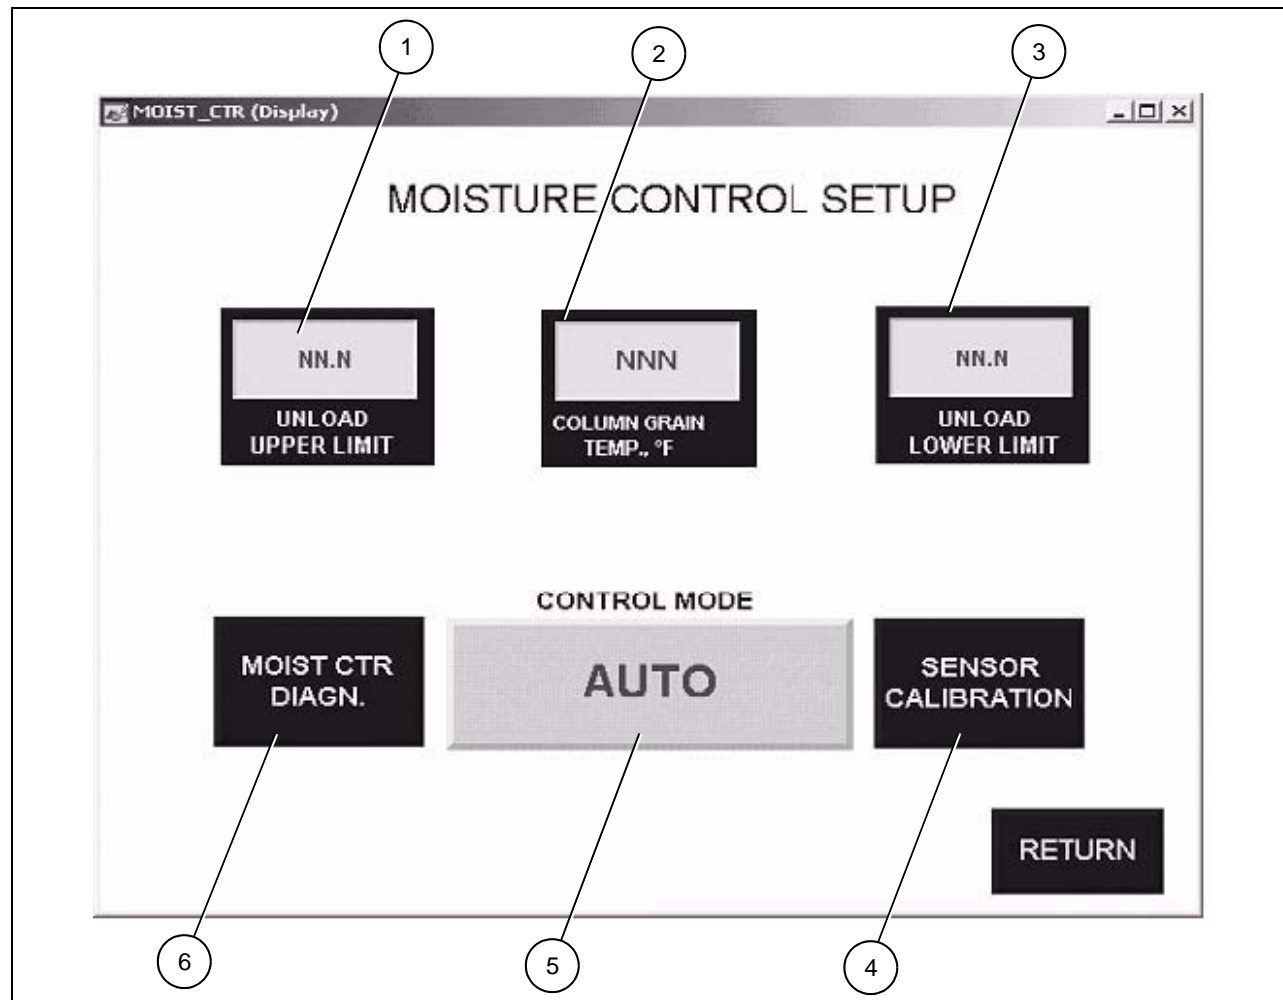 1
2
3
MOIST_CTR (Display)
MOISTURE CONTROL SETUP
NN.N
UNLOAD
UPPER LIMIT
NNN
COLUMN GRAIN
TEMP., °F
NN.N
UNLOAD
LOWER LIMIT
CONTROL MODE
MOIST CTR
DIAGN.
AUTO
SENSOR
CALIBRATION
RETURN
6
5
4